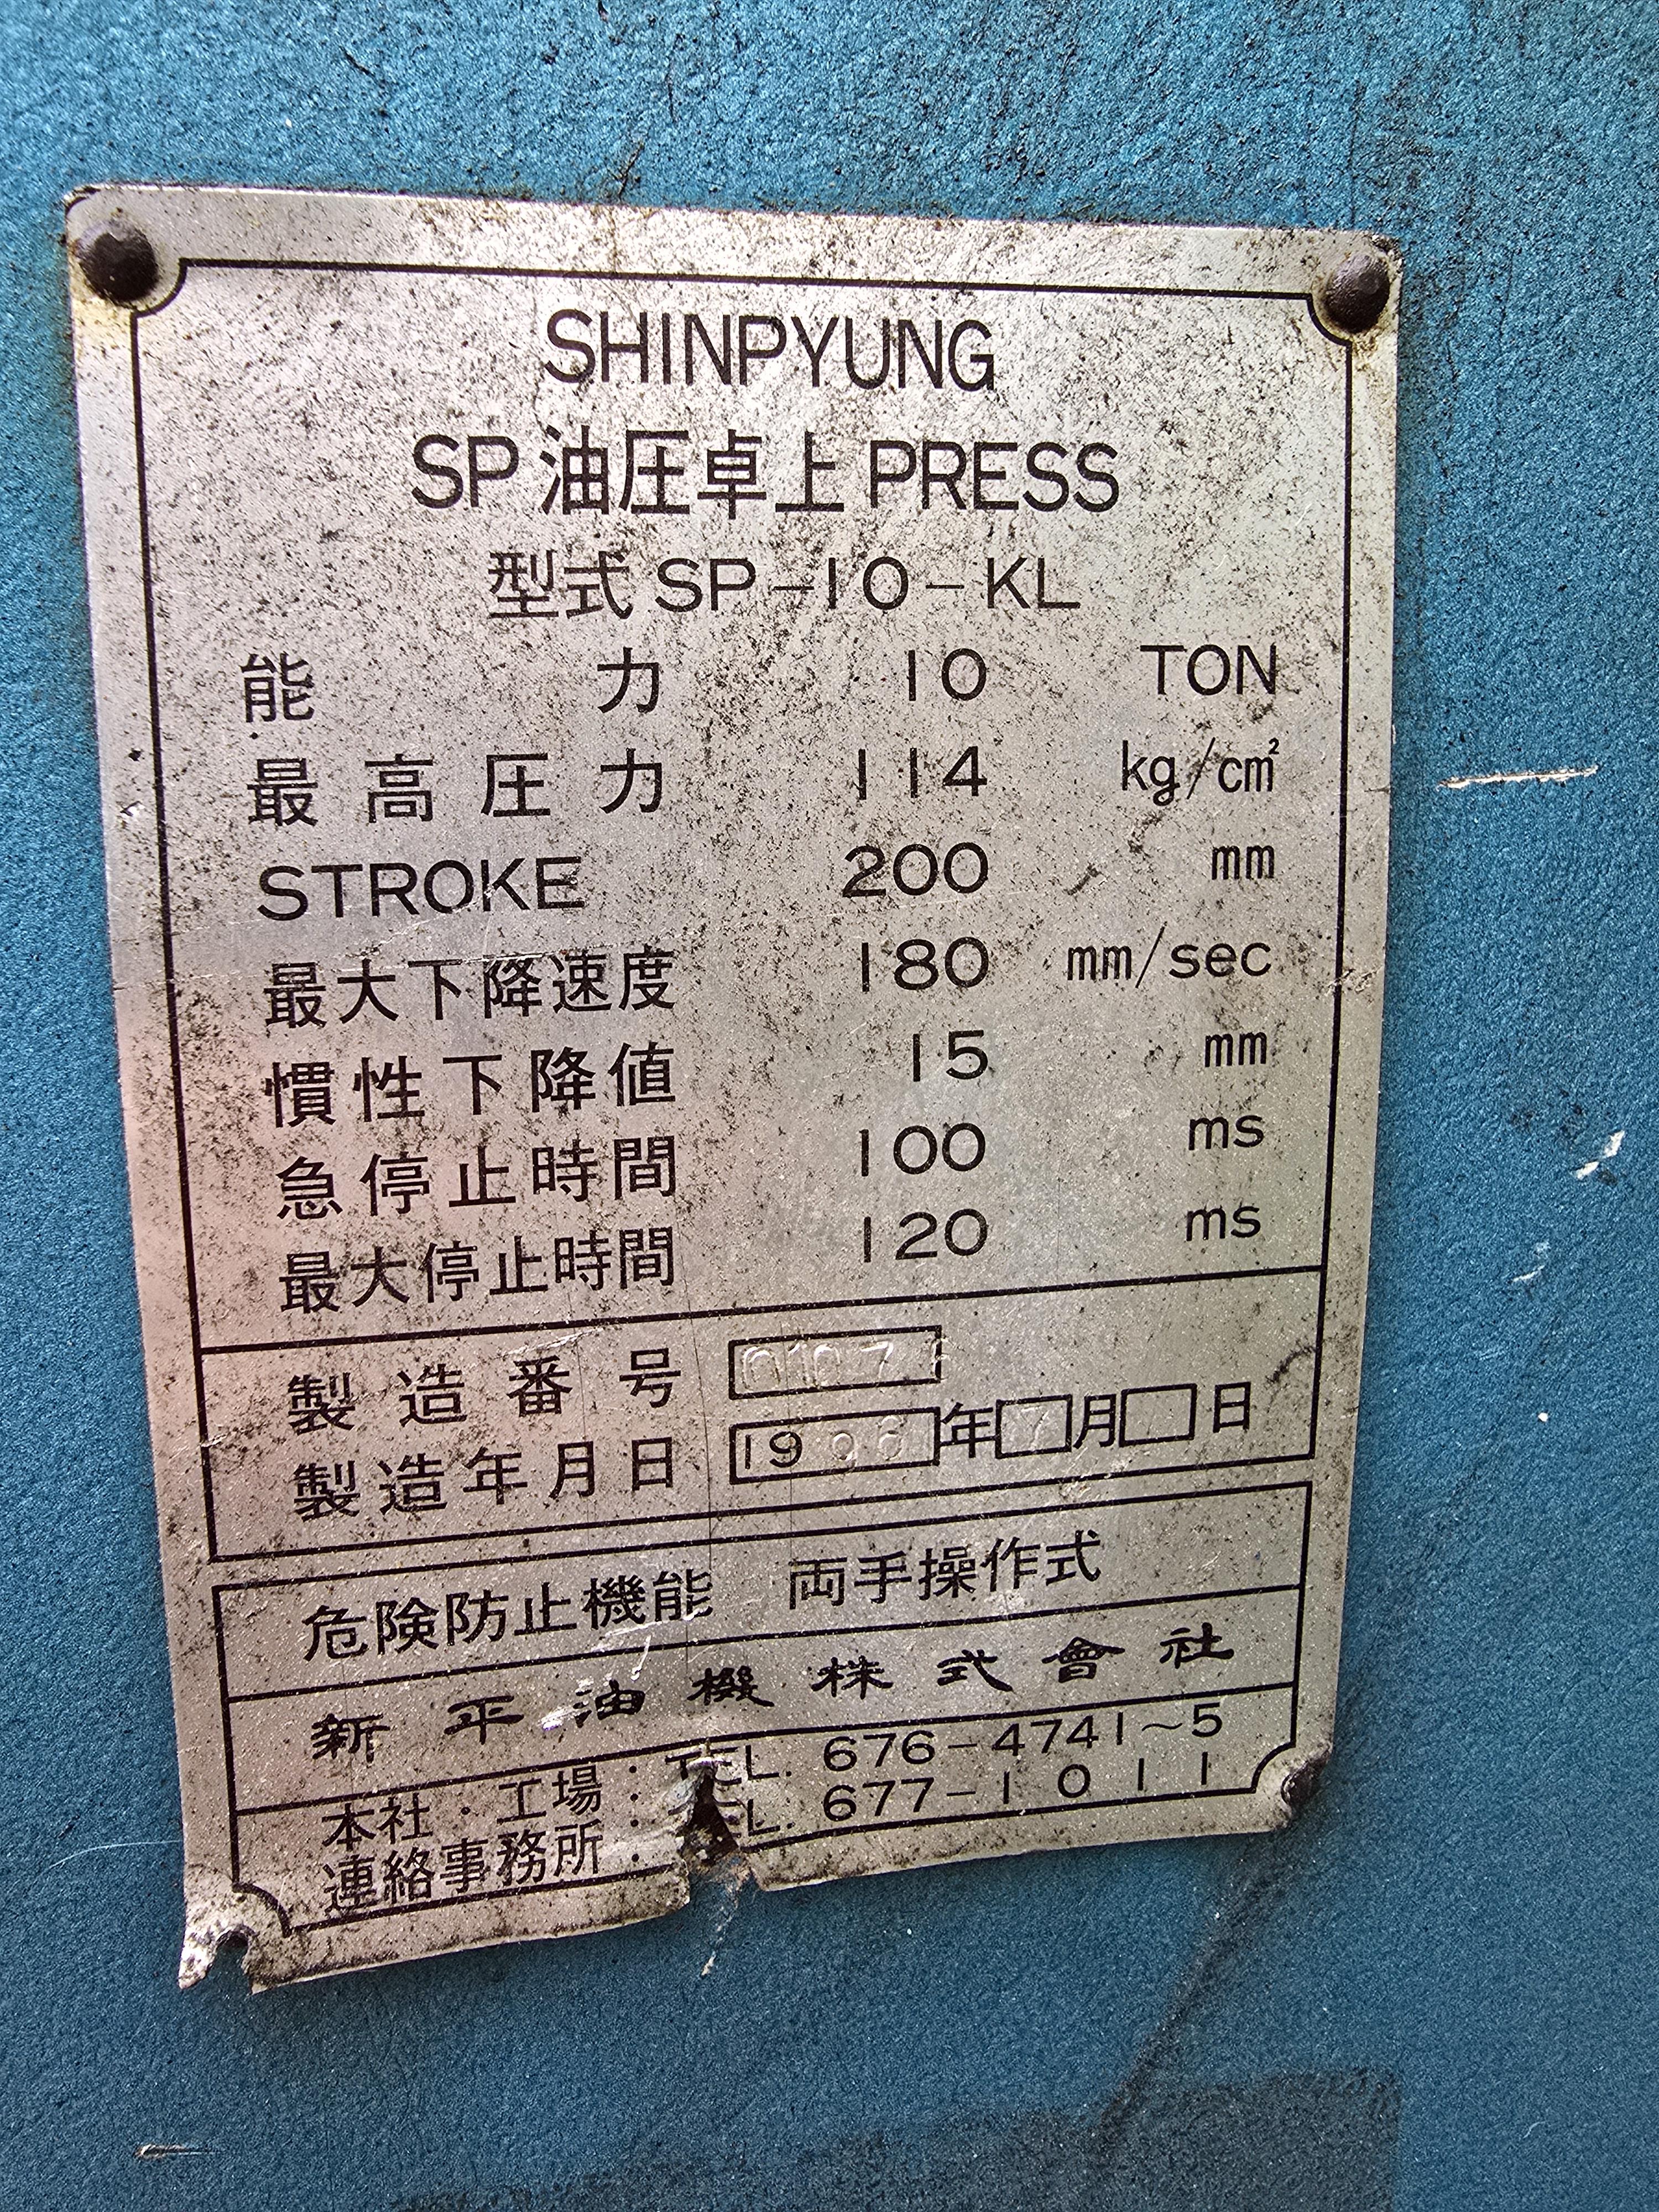 SHINPYUNG
SP 油圧卓上 PRESS
型式 SP-10-KL
能力 10 TON
最高圧力 114 kg/cm²
STROKE 200 mm
最大下降速度 180 mm/sec
慣性下降値 15 mm
急停止時間 100 ms
最大停止時間 120 ms
製造番号
製造年月日 19 年 7 月 日
危険防止機能 両手操作式
新平油機株式會社
本社・工場: TEL. 676-4741~5
連絡事務所: TEL. 677-1011